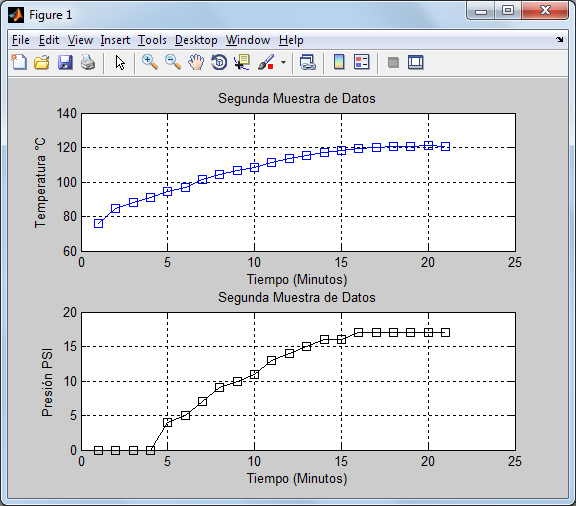 Figure 1
File Edit View Insert Tools Desktop Window Help
Segunda Muestra de Datos
140
120
100
80
60
Temperatura °C
0 5 10 15 20 25
Tiempo (Minutos)
Segunda Muestra de Datos
20
15
10
5
0
Presión PSI
0 5 10 15 20 25
Tiempo (Minutos)